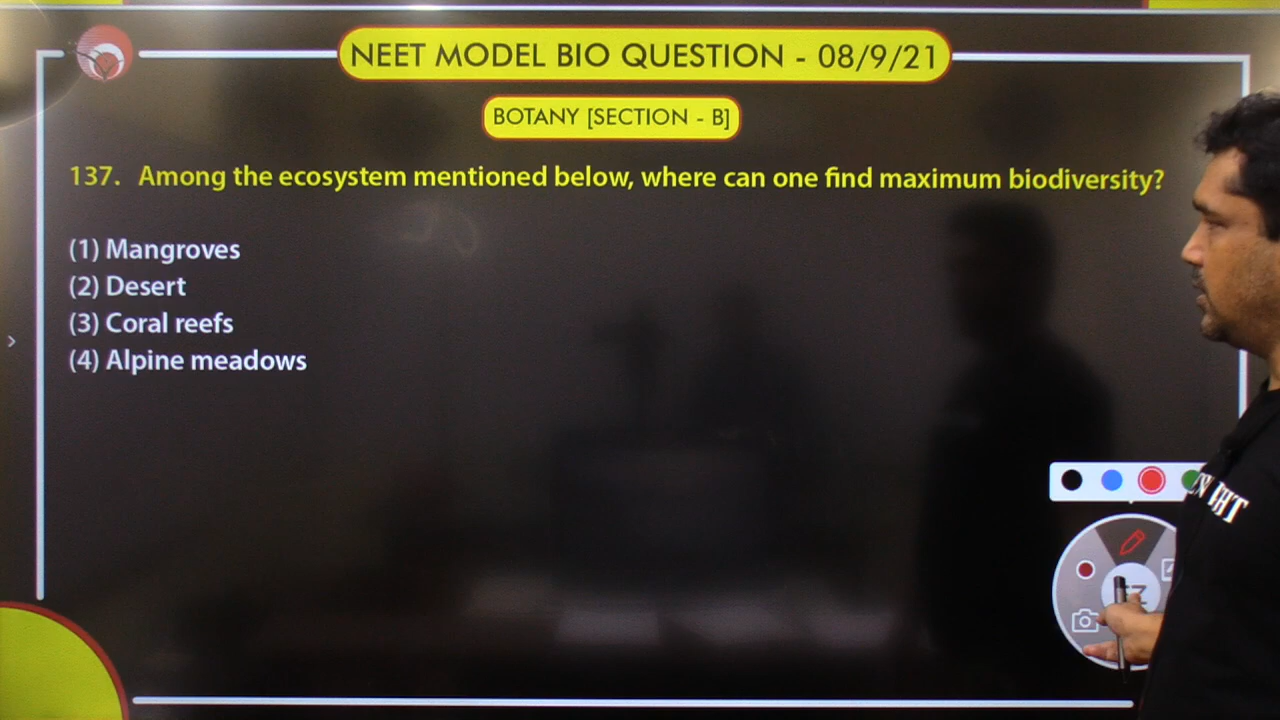 NEET MODEL BIO QUESTION - 08/9/21
BOTANY [SECTION - B]
137. Among the ecosystem mentioned below, where can one find maximum biodiversity?
(1) Mangroves
(2) Desert
(3) Coral reefs
(4) Alpine meadows